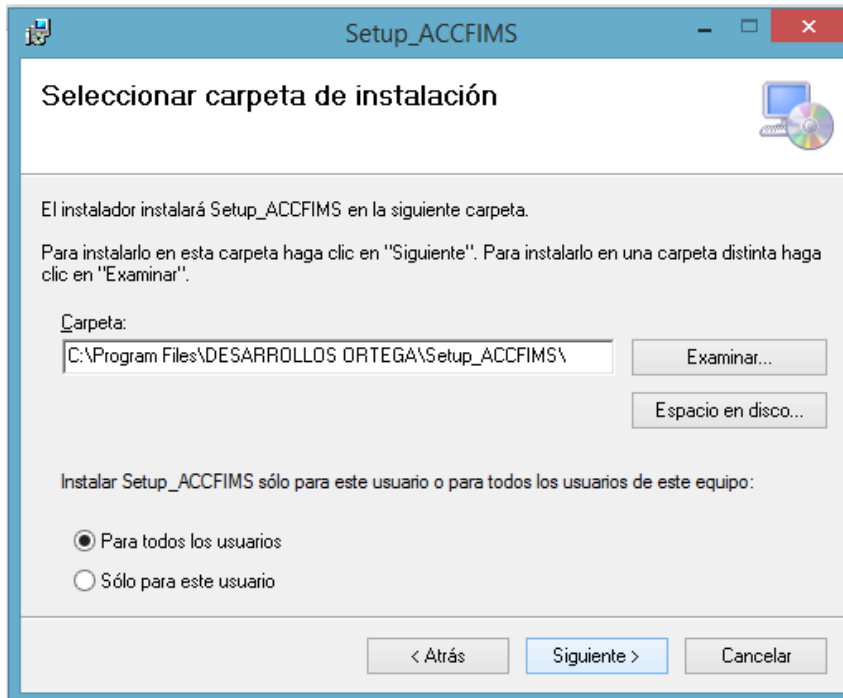 Setup_ACCFIMS
Seleccionar carpeta de instalación
El instalador instalará Setup_ACCFIMS en la siguiente carpeta.
Para instalarlo en esta carpeta haga clic en "Siguiente". Para instalarlo en una carpeta distinta haga
clic en "Examinar".
Carpeta:
C:\Program Files\DESARROLLOS ORTEGA\Setup_ACCFIMS\
Examinar...
Espacio en disco...
Instalar Setup_ACCFIMS sólo para este usuario o para todos los usuarios de este equipo:
Para todos los usuarios
Sólo para este usuario
< Atrás
Siguiente >
Cancelar